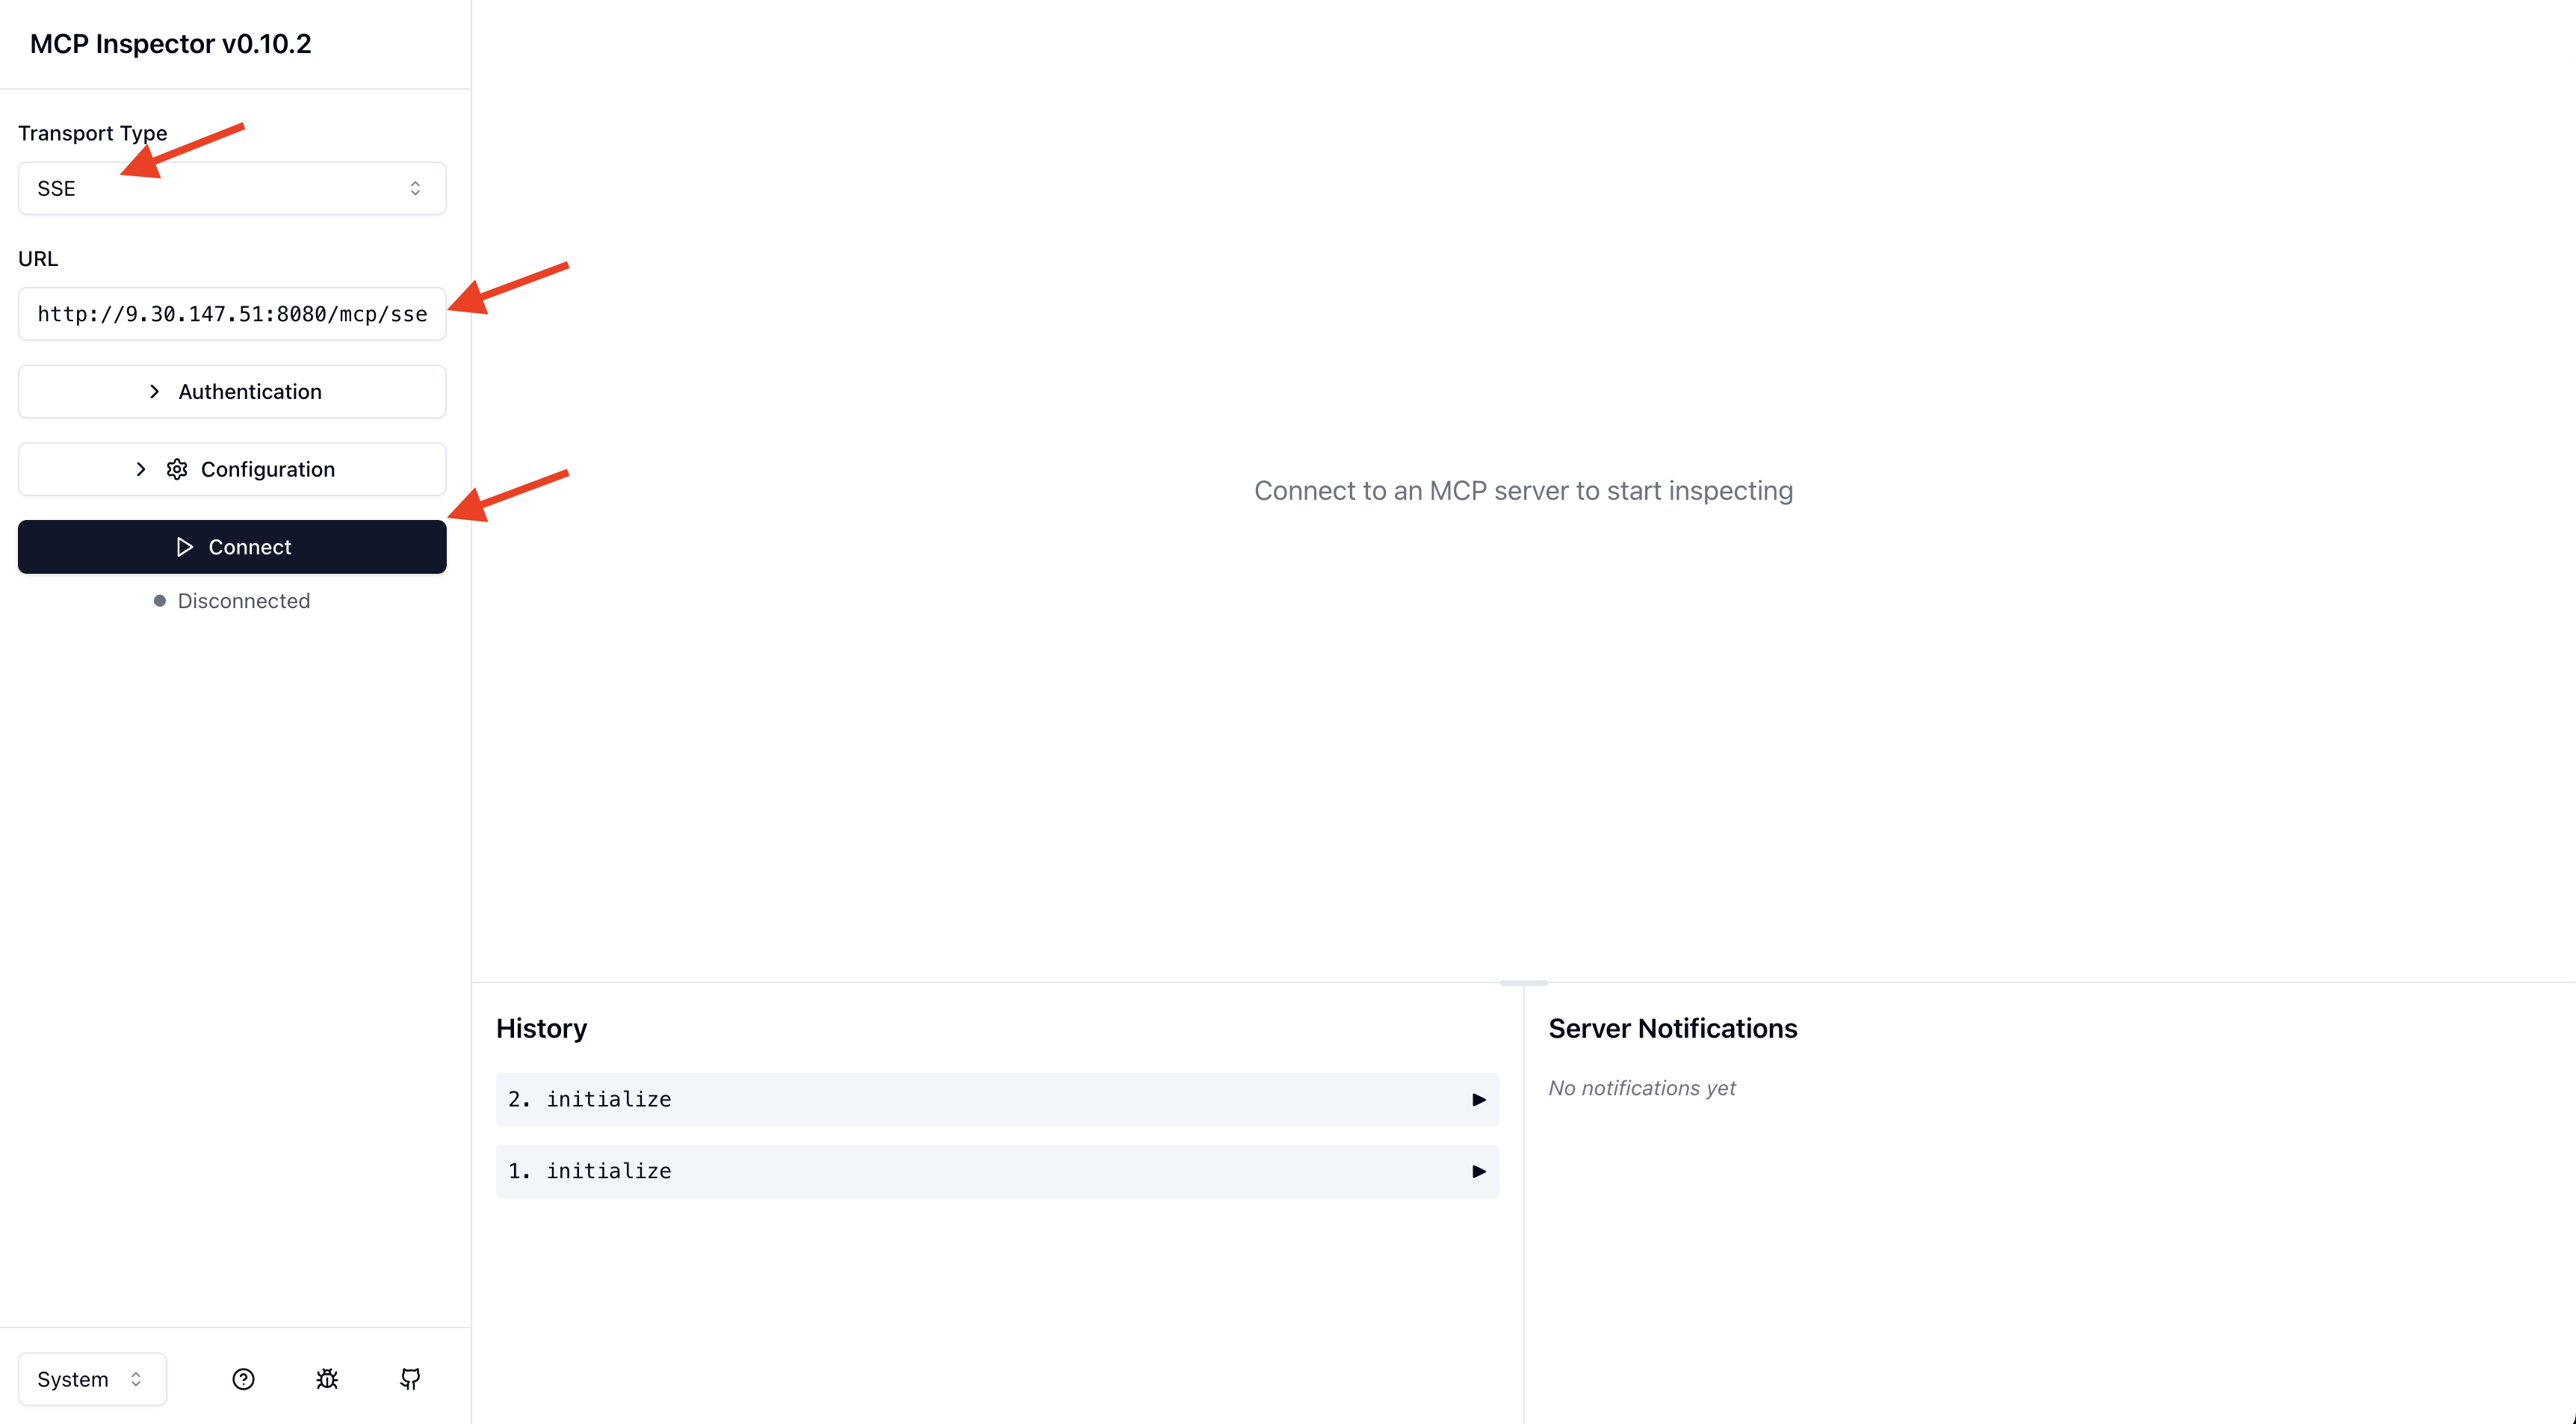 MCP Inspector v0.10.2
Transport Type
SSE
URL
http://9.30.147.51:8080/mcp/sse
Authentication
Configuration
Connect
Disconnected
System
Connect to an MCP server to start inspecting
History
2. initialize
1. initialize
Server Notifications
No notifications yet